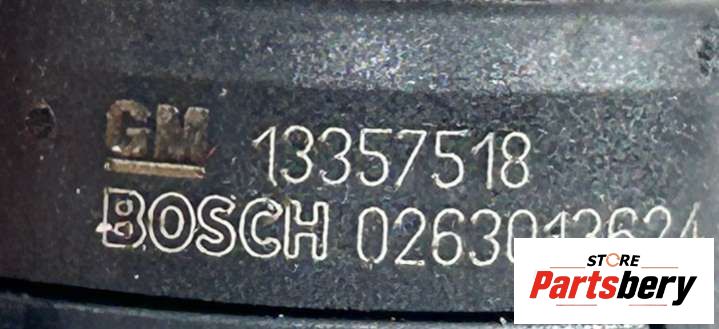 GM 13357518
BOSCH 0263013624
STORE
Partsbery